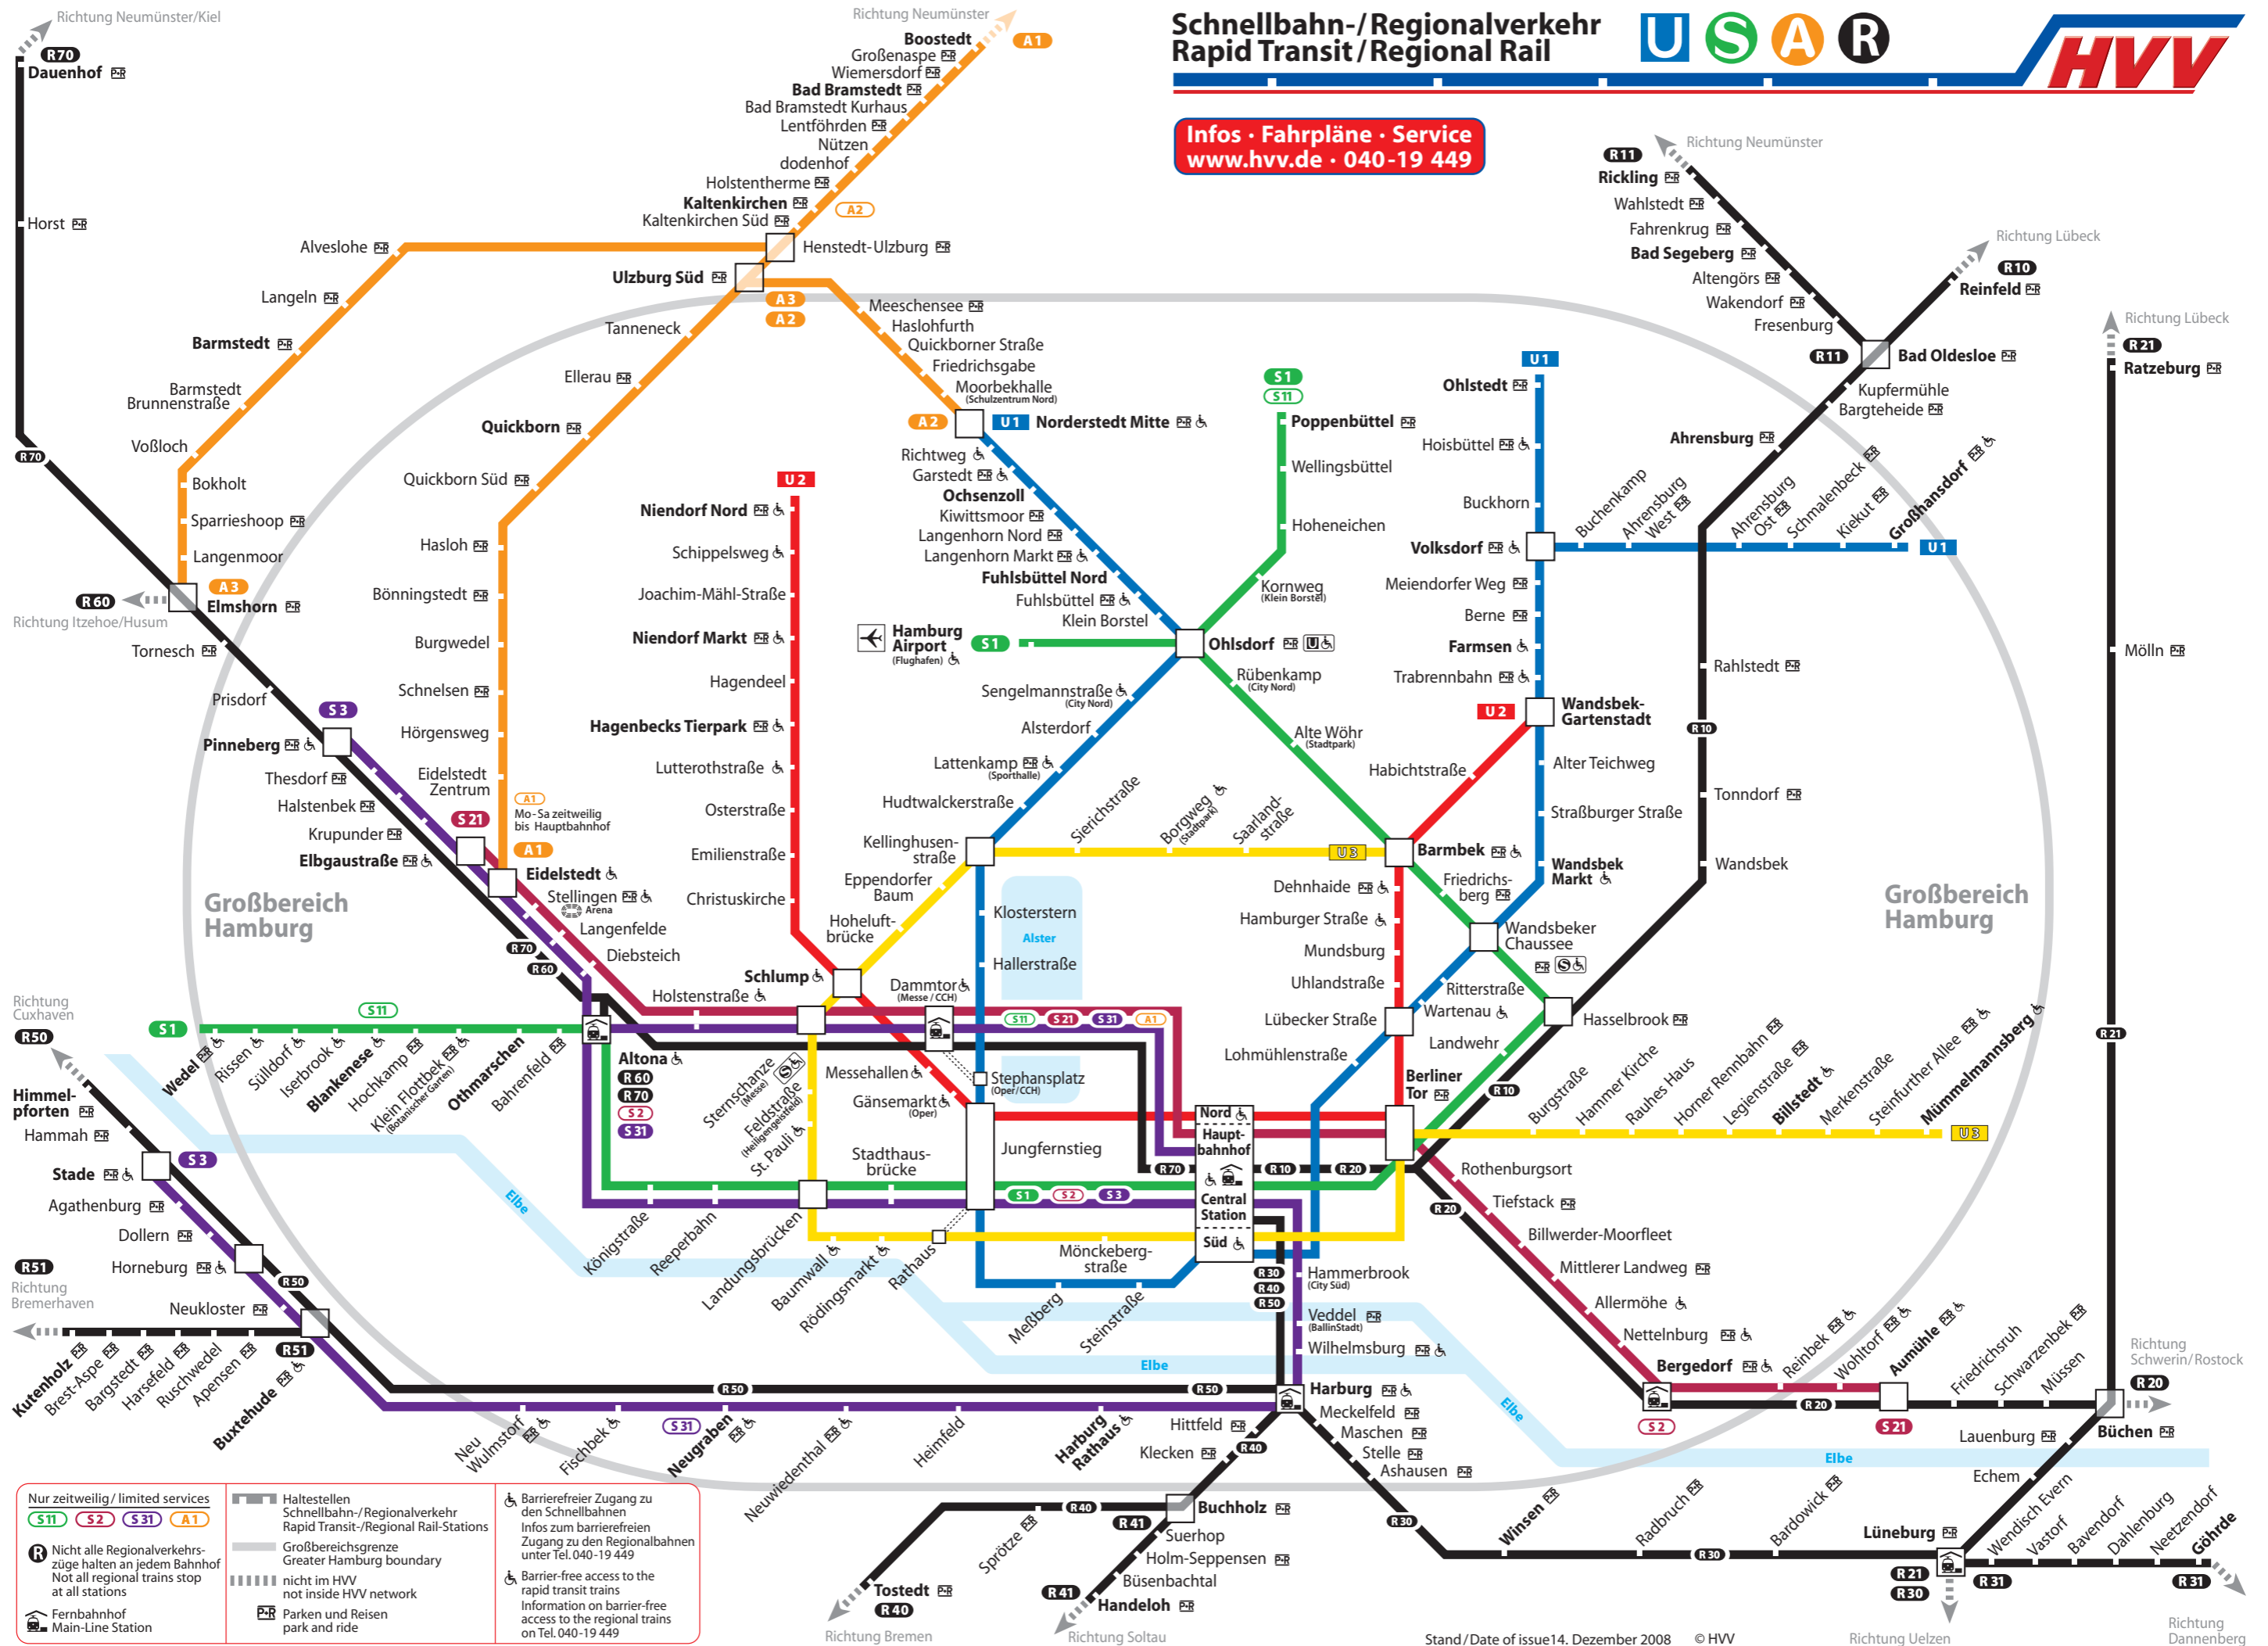 Schnellbahn-/Regionalverkehr
Rapid Transit/Regional Rail
U S A R
HVV
Infos · Fahrpläne · Service
www.hvv.de · 040-19 449
Richtung Neumünster/Kiel
R70
Dauenhof
Horst
R70
Richtung Neumünster
A1
Boostedt
Großenaspe
Wiemersdorf
Bad Bramstedt
Bad Bramstedt Kurhaus
Lentföhrden
Nützen
dodenhof
Holstentherme
Kaltenkirchen
A2
Kaltenkirchen Süd
Henstedt-Ulzburg
Ulzburg Süd
A3
A2
Alveslohe
Langeln
Barmstedt
Barmstedt
Brunnenstraße
Voßloch
Bokholt
Sparrieshoop
Langenmoor
A3
Elmshorn
R60
Richtung Itzehoe/Husum
Tornesch
Prisdorf
S3
Pinneberg
Thesdorf
Halstenbek
Krupunder
Elbgaustraße
S21
Tanneneck
Ellerau
Quickborn
Quickborn Süd
Hasloh
Bönningstedt
Burgwedel
Schnelsen
Hörgensweg
Eidelstedt
Zentrum
A1
Mo-Sa zeitweilig
bis Hauptbahnhof
A1
Eidelstedt
Stellingen
Arena
Langenfelde
Diebsteich
R70
R60
Holstenstraße
Großbereich
Hamburg
Meeschensee
Haslohfurth
Quickborner Straße
Friedrichsgabe
Moorbekhalle
(Schulzentrum Nord)
A2
U1
Norderstedt Mitte
Richtweg
Garstedt
Ochsenzoll
Kiwittsmoor
Langenhorn Nord
Langenhorn Markt
Fuhlsbüttel Nord
Fuhlsbüttel
Klein Borstel
Hamburg
Airport
(Flughafen)
S1
Ohlsdorf
U
Sengelmannstraße
(City Nord)
Alsterdorf
Lattenkamp
(Sporthalle)
Hudtwalckerstraße
Kellinghusen-
straße
Eppendorfer
Baum
Hoheluft-
brücke
Schlump
U2
Niendorf Nord
Schippelsweg
Joachim-Mähl-Straße
Niendorf Markt
Hagendeel
Hagenbecks Tierpark
Lutterothstraße
Osterstraße
Emilienstraße
Christuskirche
S1
S11
Poppenbüttel
Wellingsbüttel
Hoheneichen
Kornweg
(Klein Borstel)
Rübenkamp
(City Nord)
Alte Wöhr
(Stadtpark)
Sierichstraße
Borgweg
(Stadtpark)
Saarland-
straße
U3
Barmbek
Habichtstraße
U2
Wandsbek-
Gartenstadt
U1
Ohlstedt
Hoisbüttel
Buckhorn
Volksdorf
Meiendorfer Weg
Berne
Farmsen
Trabrennbahn
Buchenkamp
Ahrensburg
West
Ahrensburg
Ost
Schmalenbeck
Kiekut
Großhansdorf
U1
Alter Teichweg
Straßburger Straße
Wandsbek
Markt
Friedrichs-
berg
Wandsbeker
Chaussee
S
Ritterstraße
Wartenau
Landwehr
Hasselbrook
Dehnhaide
Hamburger Straße
Mundsburg
Uhlandstraße
Lübecker Straße
Lohmühlenstraße
Berliner
Tor
R11
Richtung Neumünster
Rickling
Wahlstedt
Fahrenkrug
Bad Segeberg
Altengörs
Wakendorf
Fresenburg
R11
Bad Oldesloe
Richtung Lübeck
R10
Reinfeld
Kupfermühle
Bargteheide
Ahrensburg
R10
Rahlstedt
Tonndorf
Wandsbek
R10
Großbereich
Hamburg
Richtung Lübeck
R21
Ratzeburg
Mölln
R21
Klosterstern
Alster
Hallerstraße
Dammtor
(Messe / CCH)
S11 S21 S31 A1
Stephansplatz
(Oper/CCH)
Messehallen
Gänsemarkt
(Oper)
Jungfernstieg
Stadthaus-
brücke
Sternschanze
(Messe)
S
Feldstraße
(Heiligengeistfeld)
St. Pauli
Nord
Haupt-
bahnhof
Central
Station
Süd
R70
R10
R20
S1 S2 S3
Richtung
Cuxhaven
R50
Himmel-
pforten
Hammah
Stade
S3
Agathenburg
Dollern
Horneburg
Neukloster
R50
R51
Richtung
Bremerhaven
Kutenholz
Brest-Aspe
Bargstedt
Harsefeld
Ruschwedel
Apensen
R51
Buxtehude
S1
S11
Wedel
Rissen
Sülldorf
Iserbrook
Blankenese
Hochkamp
Klein Flottbek
(Botanischer Garten)
Othmarschen
Bahrenfeld
Altona
R60
R70
S2
S31
Elbe
Königstraße
Reeperbahn
Landungsbrücken
Baumwall
Rödingsmarkt
Rathaus
Mönckeberg-
straße
Meßberg
Steinstraße
Elbe
R30
R40
R50
Hammerbrook
(City Süd)
Veddel
(BallinStadt)
Wilhelmsburg
Harburg
Meckelfeld
Maschen
Stelle
Ashausen
R30
R50
R50
Neu
Wulmstorf
Fischbek
S31
Neugraben
Neuwiedenthal
Heimfeld
Harburg
Rathaus
Hittfeld
Klecken
R40
Buchholz
R40
R41
Sprötze
Tostedt
R40
Richtung Bremen
Suerhop
Holm-Seppensen
Büsenbachtal
R41
Handeloh
Richtung Soltau
Burgstraße
Hammer Kirche
Rauhes Haus
Horner Rennbahn
Legienstraße
Billstedt
Merkenstraße
Steinfurther Allee
Mümmelmannsberg
U3
Rothenburgsort
Tiefstack
R20
Billwerder-Moorfleet
Mittlerer Landweg
Allermöhe
Nettelnburg
Bergedorf
S2
Reinbek
Wohltorf
Aumühle
R20
S21
Friedrichsruh
Schwarzenbek
Müssen
Richtung
Schwerin/Rostock
R20
Büchen
Elbe
Elbe
Lauenburg
Echem
Winsen
Radbruch
R30
Bardowick
Lüneburg
R21
R30
Wendisch Evern
Vastorf
Bavendorf
Dahlenburg
Neetzendorf
Göhrde
R31
R31
Richtung Uelzen
Richtung
Dannenberg
Nur zeitweilig / limited services
S11 S2 S31 A1
R Nicht alle Regionalverkehrs-
züge halten an jedem Bahnhof
Not all regional trains stop
at all stations
Fernbahnhof
Main-Line Station
Haltestellen
Schnellbahn-/Regionalverkehr
Rapid Transit-/Regional Rail-Stations
Großbereichsgrenze
Greater Hamburg boundary
nicht im HVV
not inside HVV network
P+R Parken und Reisen
park and ride
Barrierefreier Zugang zu
den Schnellbahnen
Infos zum barrierefreien
Zugang zu den Regionalbahnen
unter Tel. 040-19 449
Barrier-free access to the
rapid transit trains
Information on barrier-free
access to the regional trains
on Tel. 040-19 449
Stand/Date of issue14. Dezember 2008 © HVV